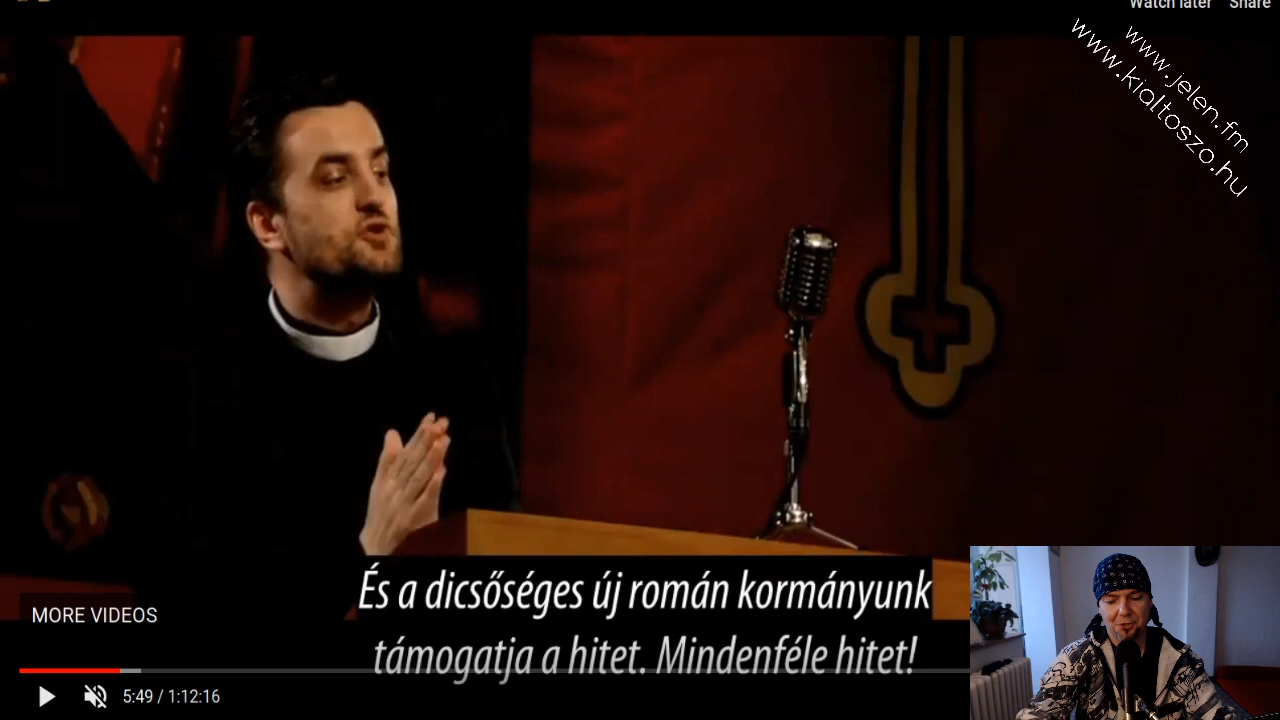 Watch later Share
www.jelen.fm
www.kialtoszo.hu
És a dicsőséges új román kormányunk
támogatja a hitet. Mindenféle hitet!
MORE VIDEOS
5:49 / 1:12:16